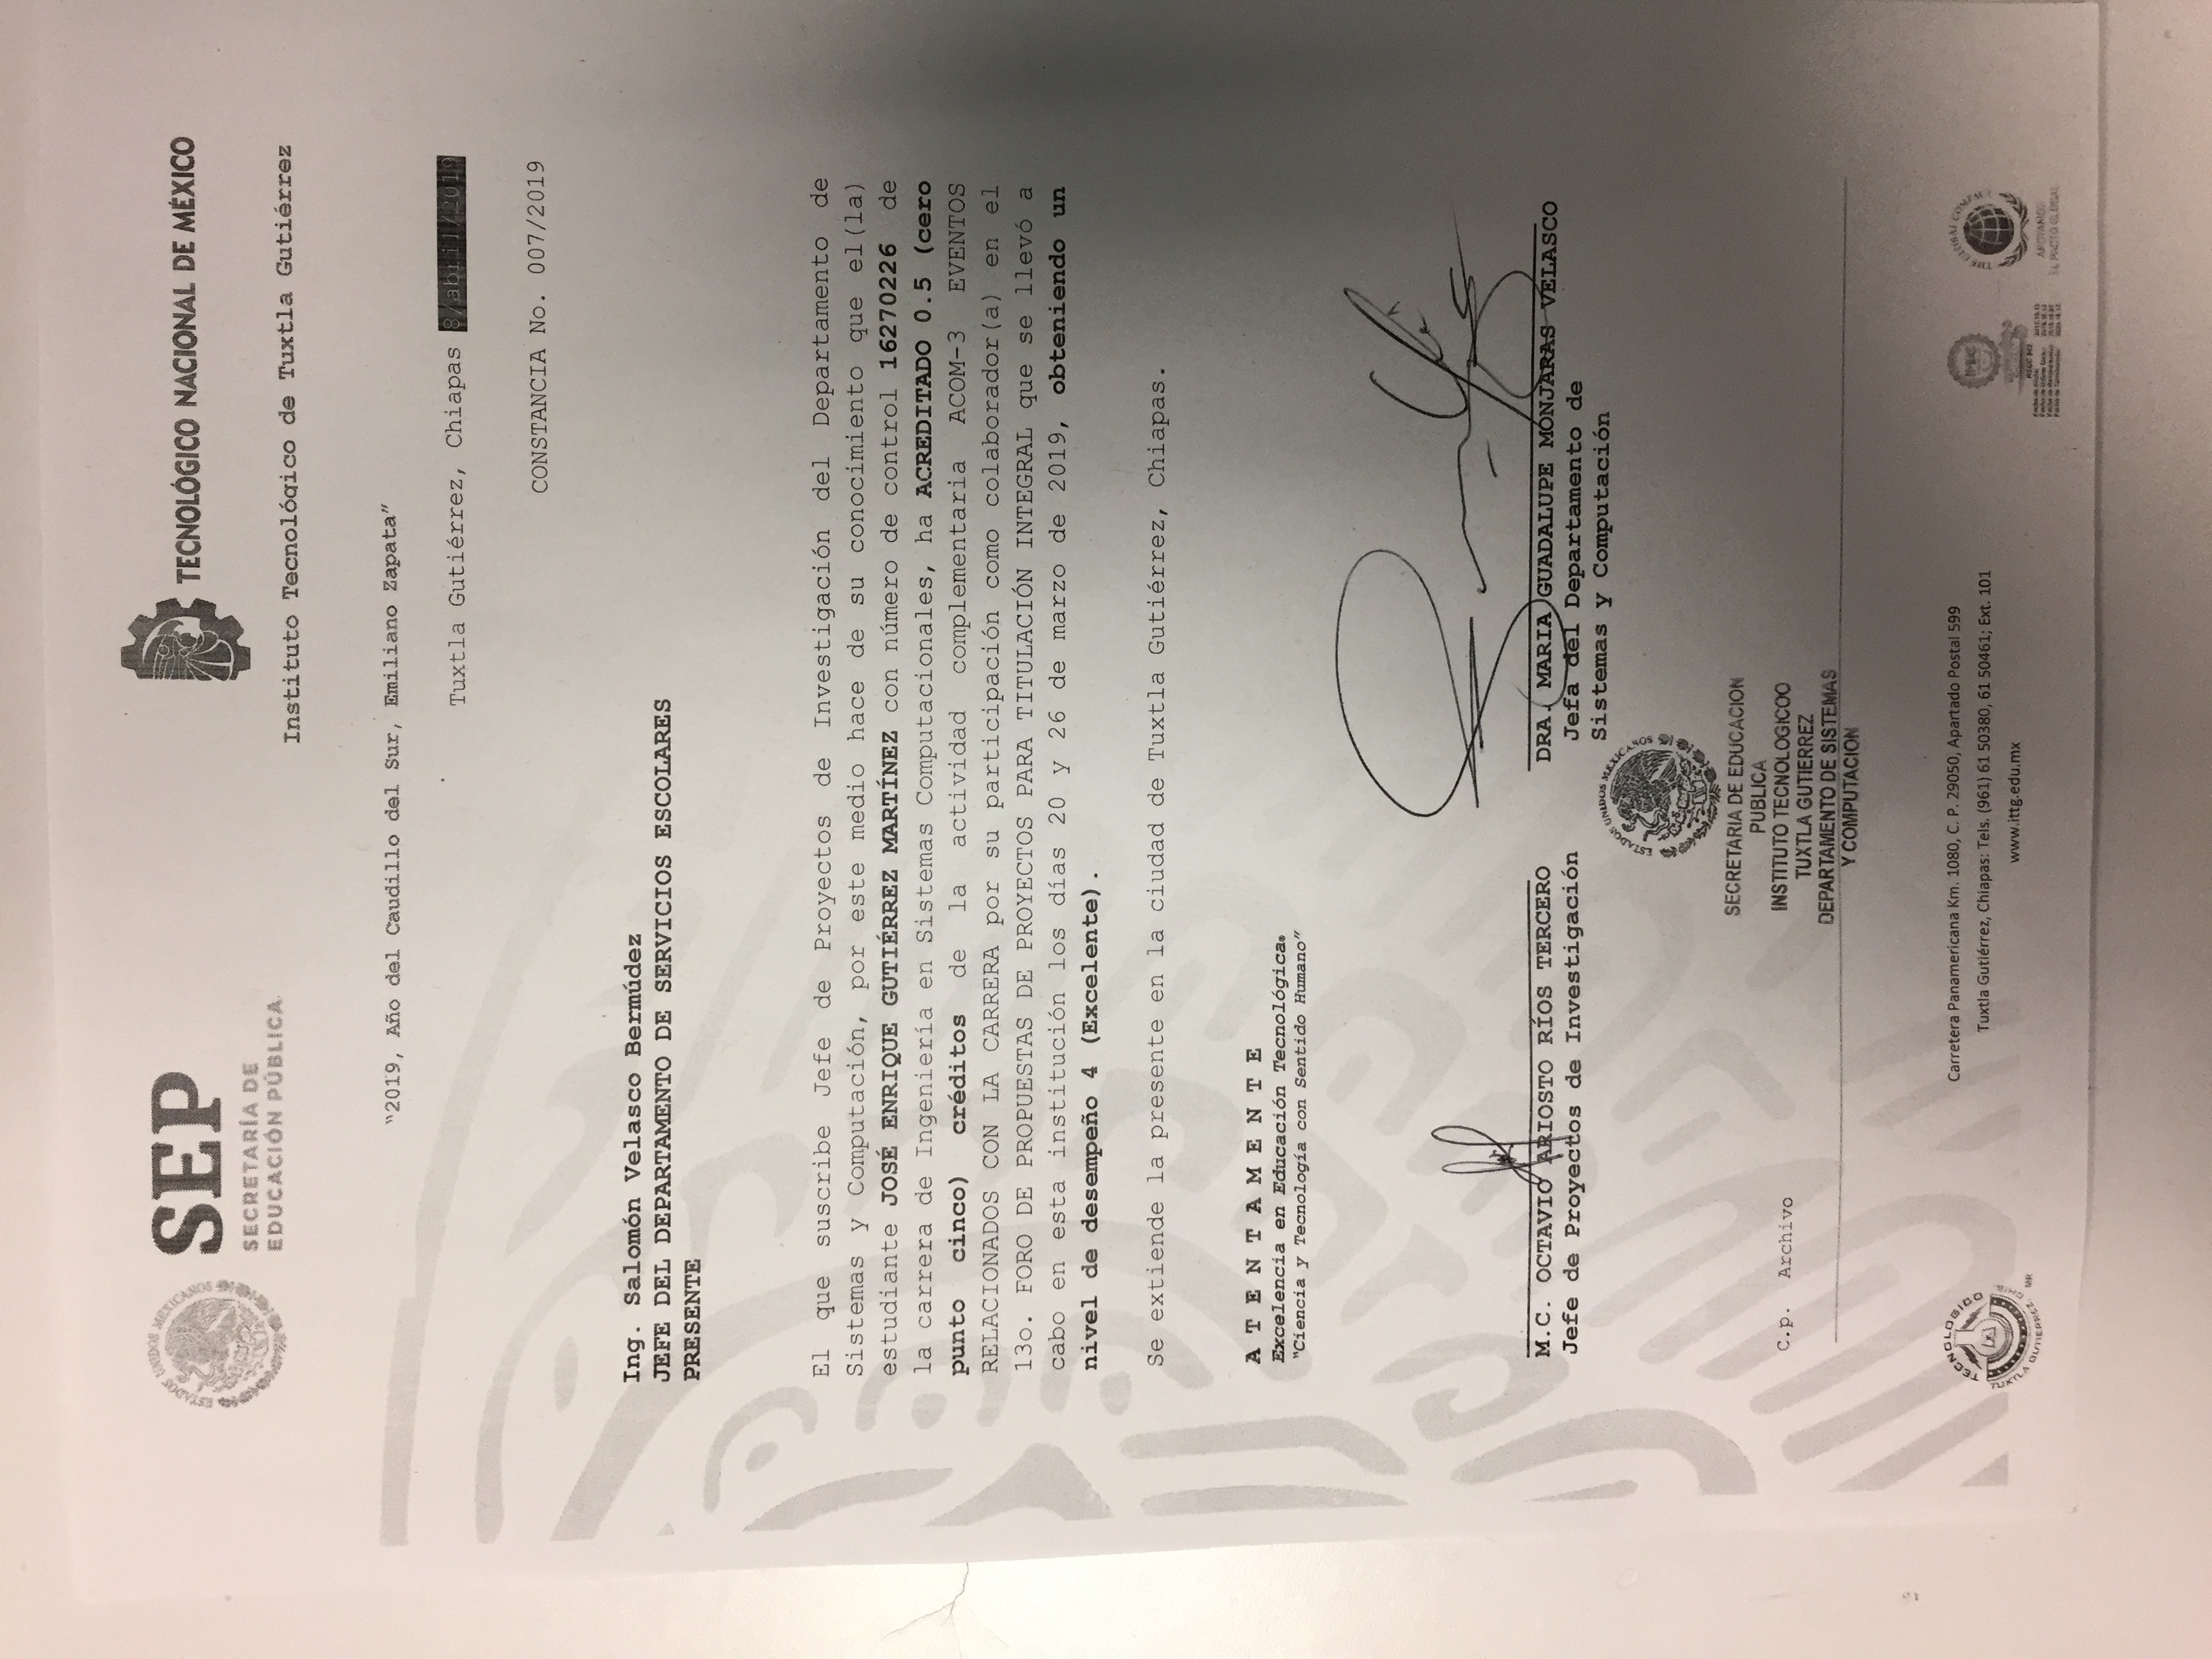 ESTADOS UNIDOS MEXICANOS
SEP
SECRETARÍA DE
EDUCACIÓN PÚBLICA
TECNOLÓGICO NACIONAL DE MÉXICO
Instituto Tecnológico de Tuxtla Gutiérrez
"2019, Año del Caudillo del Sur, Emiliano Zapata"
Tuxtla Gutiérrez, Chiapas 8/abril/2019
CONSTANCIA No. 007/2019
Ing. Salomón Velasco Bermúdez
JEFE DEL DEPARTAMENTO DE SERVICIOS ESCOLARES
PRESENTE
El que suscribe Jefe de Proyectos de Investigación del Departamento de
Sistemas y Computación, por este medio hace de su conocimiento que el(la)
estudiante JOSÉ ENRIQUE GUTIÉRREZ MARTÍNEZ con número de control 16270226 de
la carrera de Ingeniería en Sistemas Computacionales, ha ACREDITADO 0.5 (cero
punto cinco) créditos de la actividad complementaria ACOM-3 EVENTOS
RELACIONADOS CON LA CARRERA por su participación como colaborador(a) en el
13o. FORO DE PROPUESTAS DE PROYECTOS PARA TITULACIÓN INTEGRAL que se llevó a
cabo en esta institución los días 20 y 26 de marzo de 2019, obteniendo un
nivel de desempeño 4 (Excelente).
Se extiende la presente en la ciudad de Tuxtla Gutiérrez, Chiapas.
A T E N T A M E N T E
Excelencia en Educación Tecnológica®
"Ciencia y Tecnología con Sentido Humano"
M.C. OCTAVIO ARIOSTO RÍOS TERCERO
Jefe de Proyectos de Investigación
DRA. MARIA GUADALUPE MONJARAS VELASCO
Jefa del Departamento de
Sistemas y Computación
ESTADOS UNIDOS MEXICANOS
SECRETARIA DE EDUCACION
PUBLICA
INSTITUTO TECNOLOGICOO
TUXTLA GUTIERREZ
DEPARTAMENTO DE SISTEMAS
Y COMPUTACION
C.p. Archivo
TECNOLOGICO
TUXTLA GUTIERREZ, CHIS.
MR
Carretera Panamericana Km. 1080, C. P. 29050, Apartado Postal 599
Tuxtla Gutiérrez, Chiapas: Tels. (961) 61 50380, 61 50461; Ext. 101
www.ittg.edu.mx
THE GLOBAL COMPACT
APOYAMOS
EL PACTO GLOBAL